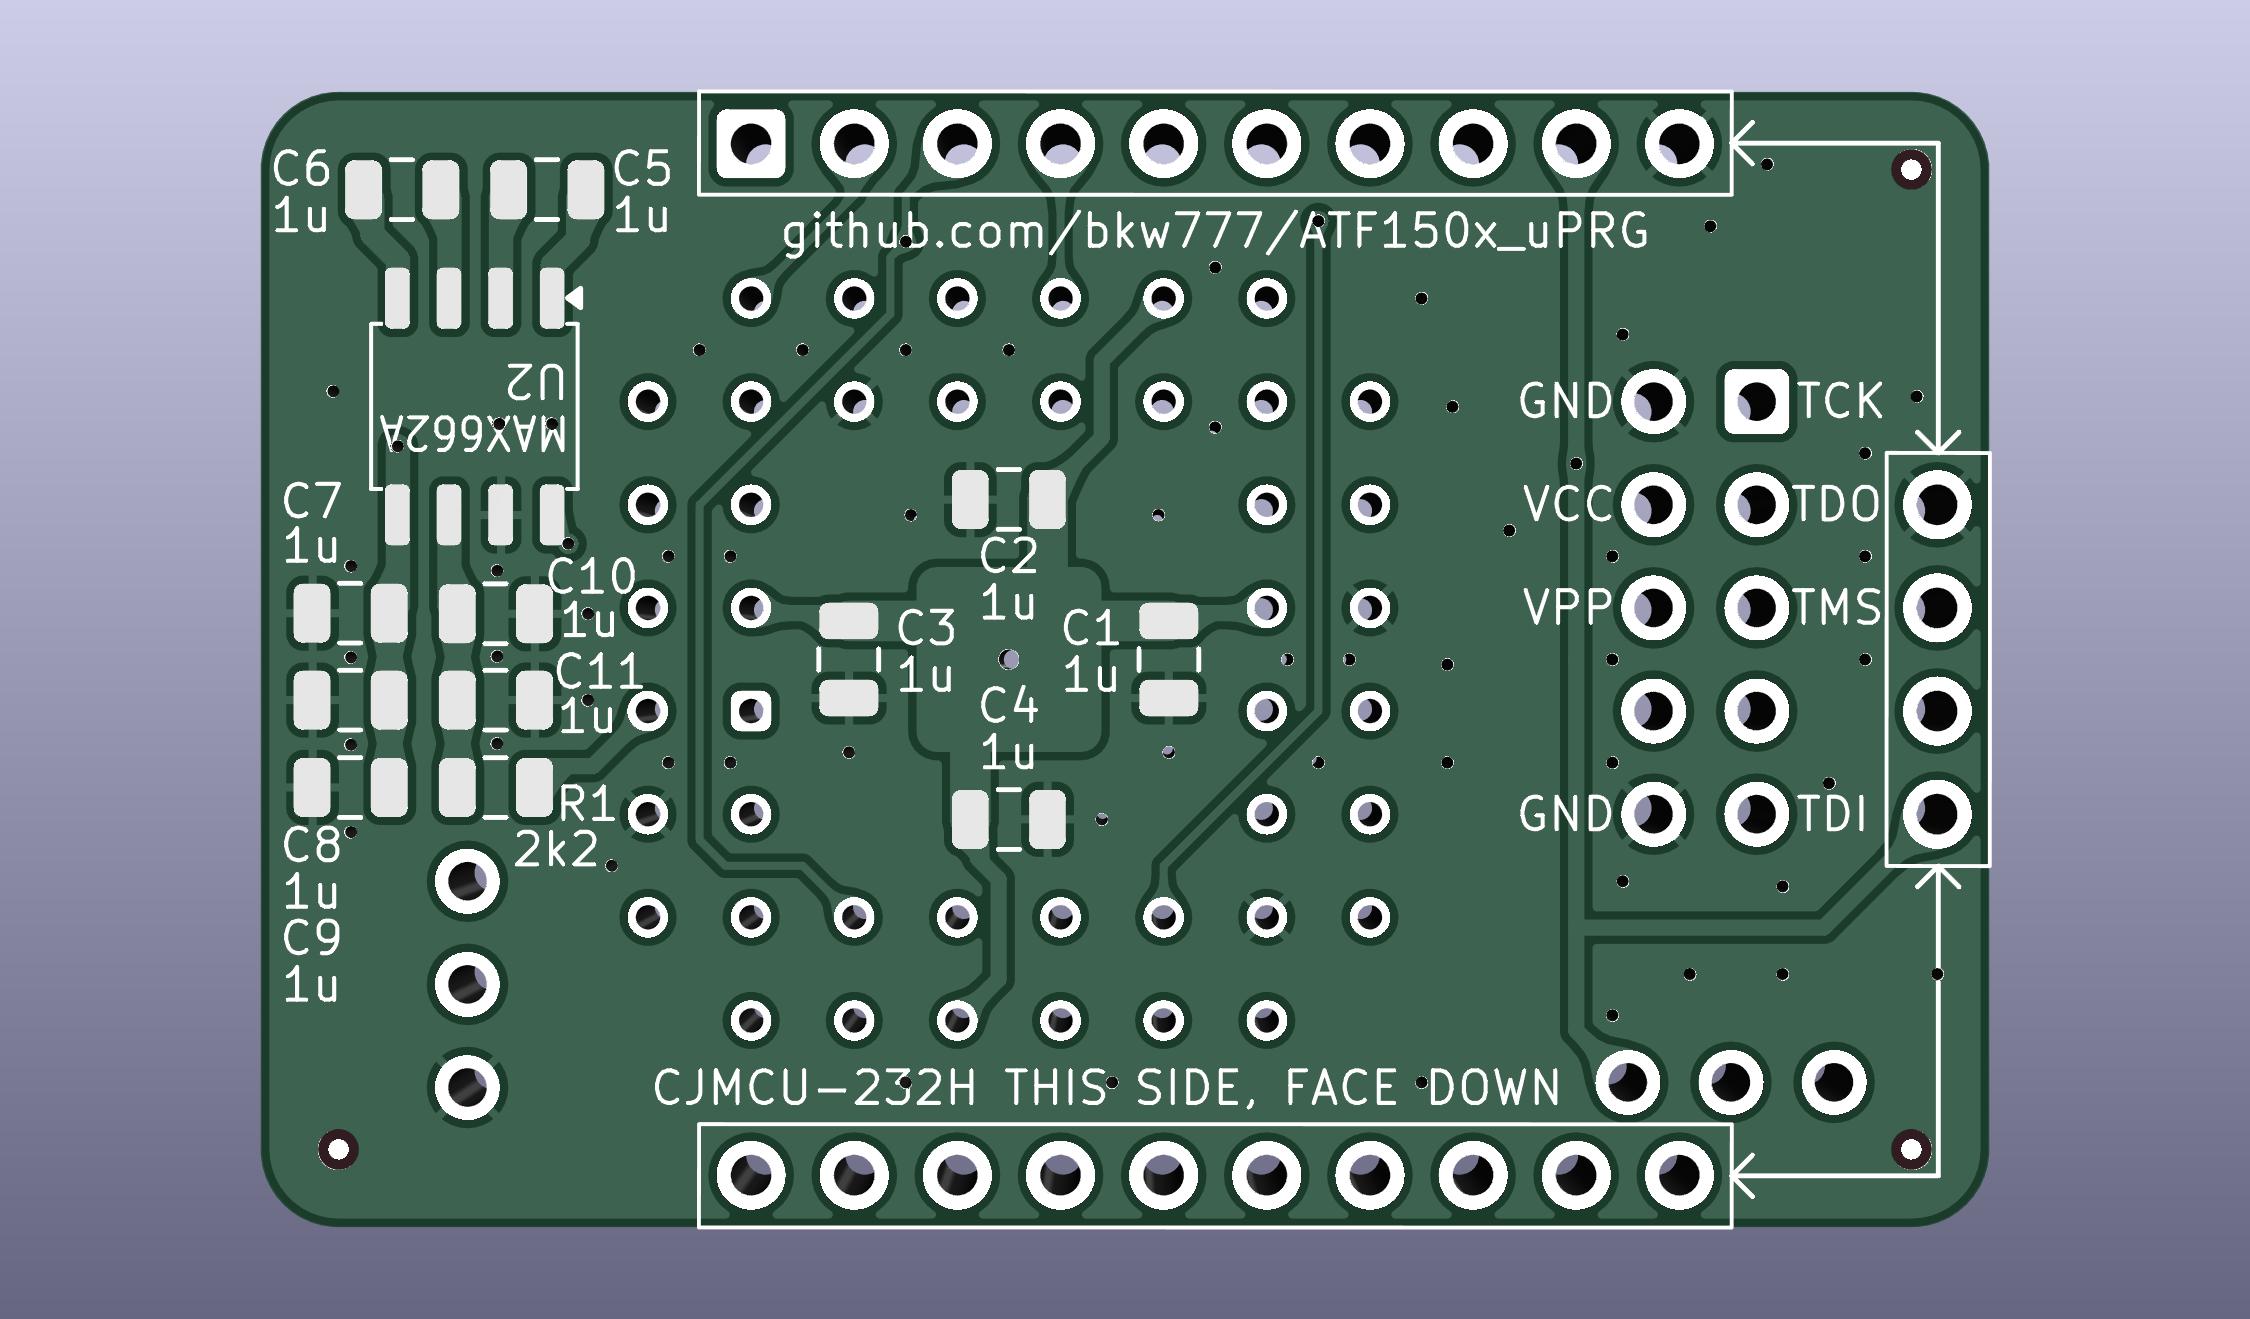 C6
1u
C5
1u
github.com/bkw777/ATF150x_uPRG
U2
MAX662A
GND
TCK
C7
1u
VCC
TDO
C2
1u
C10
1u
VPP
TMS
C3
1u
C1
1u
C11
1u
C4
1u
R1
2k2
GND
TDI
C8
1u
C9
1u
CJMCU-232H THIS SIDE, FACE DOWN